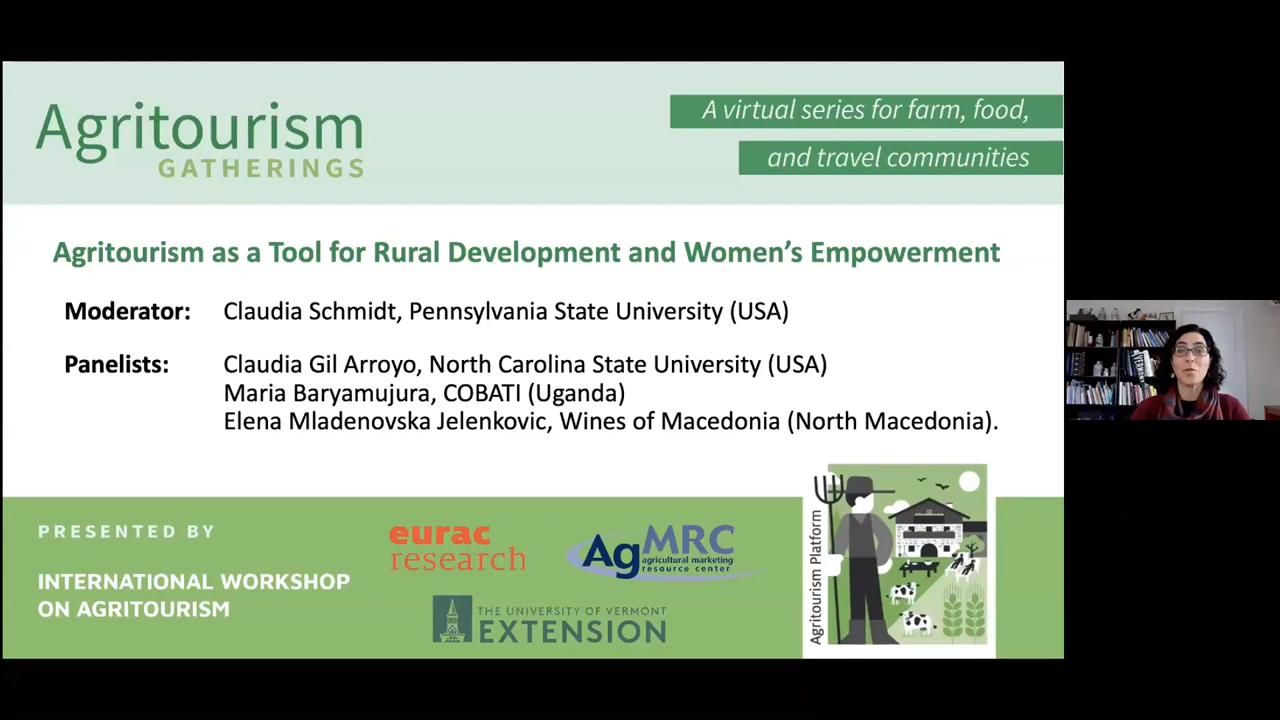 Agritourism
GATHERINGS
A virtual series for farm, food,
and travel communities
Agritourism as a Tool for Rural Development and Women's Empowerment
Moderator: Claudia Schmidt, Pennsylvania State University (USA)
Panelists: Claudia Gil Arroyo, North Carolina State University (USA)
Maria Baryamujura, COBATI (Uganda)
Elena Mladenovska Jelenkovic, Wines of Macedonia (North Macedonia).
PRESENTED BY
INTERNATIONAL WORKSHOP
ON AGRITOURISM
eurac
research
AgMRC
agricultural marketing
resource center
THE UNIVERSITY OF VERMONT
EXTENSION
Agritourism Platform